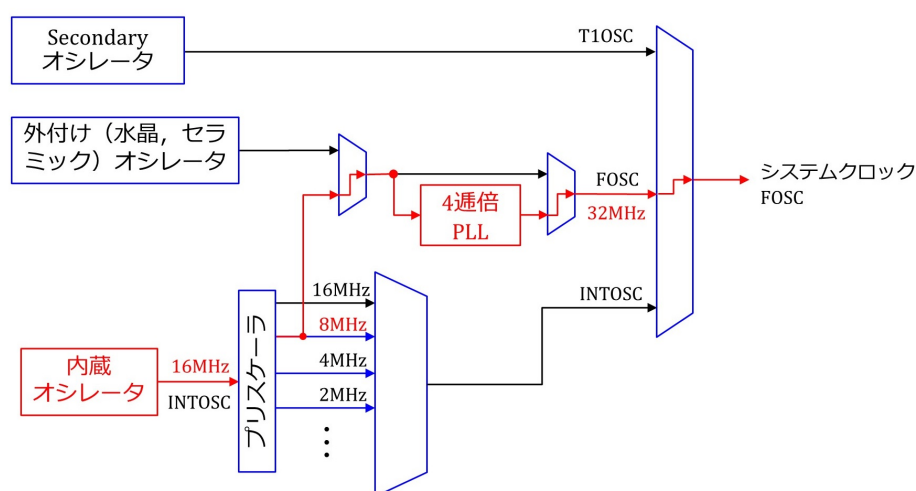 Secondary
オシレータ
T1OSC
外付け（水晶，セラ
ミック）オシレータ
4逓倍
PLL
FOSC
32MHz
システムクロック
FOSC
内蔵
オシレータ
16MHz
INTOSC
プリスケーラ
16MHz
8MHz
4MHz
2MHz
⋮
INTOSC